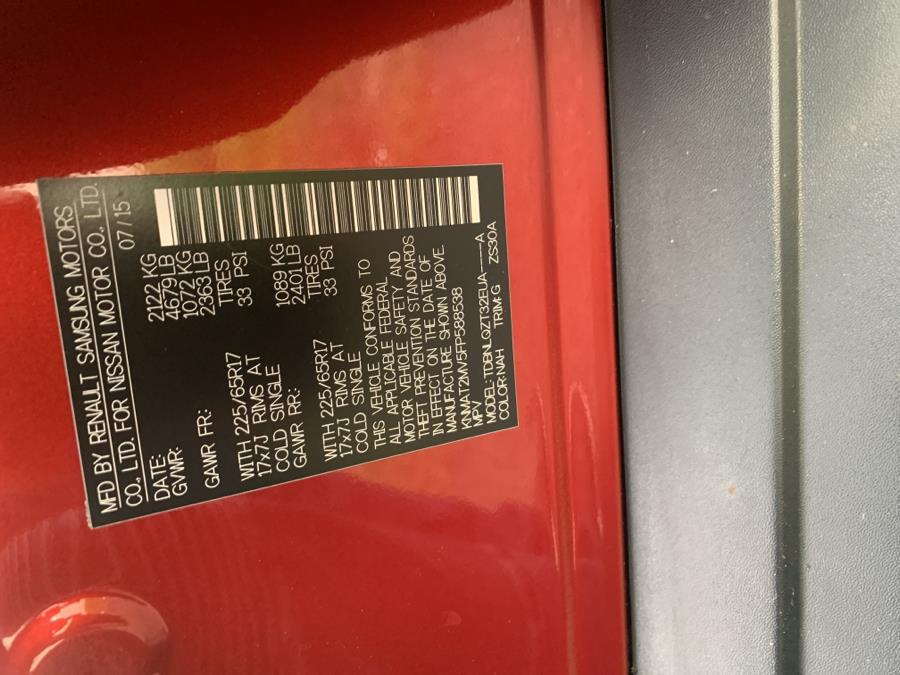 MFD BY RENAULT SAMSUNG MOTORS
CO., LTD. FOR NISSAN MOTOR CO., LTD.
DATE: 07/15
GVWR: 2122 KG
4679 LB
GAWR FR: 1072 KG
2363 LB
WITH 225/65R17 TIRES
17x7J RIMS AT 33 PSI
COLD SINGLE
GAWR RR: 1089 KG
2401 LB
WITH 225/65R17 TIRES
17x7J RIMS AT 33 PSI
COLD SINGLE
THIS VEHICLE CONFORMS TO
ALL APPLICABLE FEDERAL
MOTOR VEHICLE SAFETY AND
THEFT PREVENTION STANDARDS
IN EFFECT ON THE DATE OF
MANUFACTURE SHOWN ABOVE.
KNMAT2MV5FP588538
MPV
MODEL: TDBNLQZT32EUA-----A
COLOR:NAH TRIM:G ZS30A